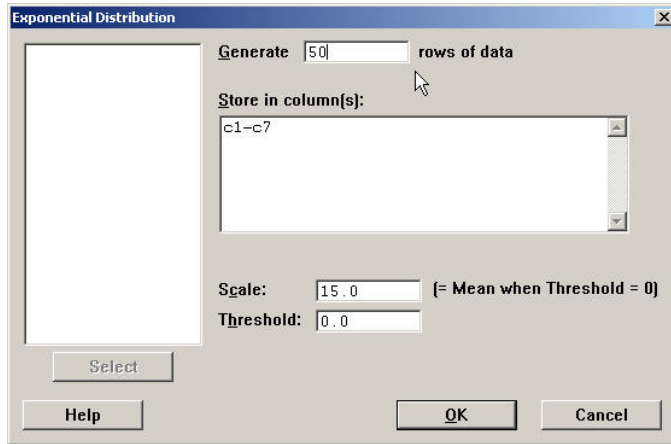 Exponential Distribution
Generate 50 rows of data
Store in column(s):
c1-c7
Scale: 15.0 (= Mean when Threshold = 0)
Threshold: 0.0
Select
Help OK Cancel